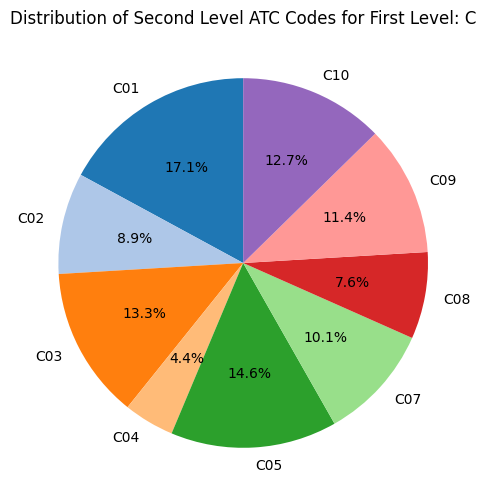 Distribution of Second Level ATC Codes for First Level: C
C01
17.1%
C02
8.9%
C03
13.3%
C04
4.4%
C05
14.6%
C07
10.1%
C08
7.6%
C09
11.4%
C10
12.7%